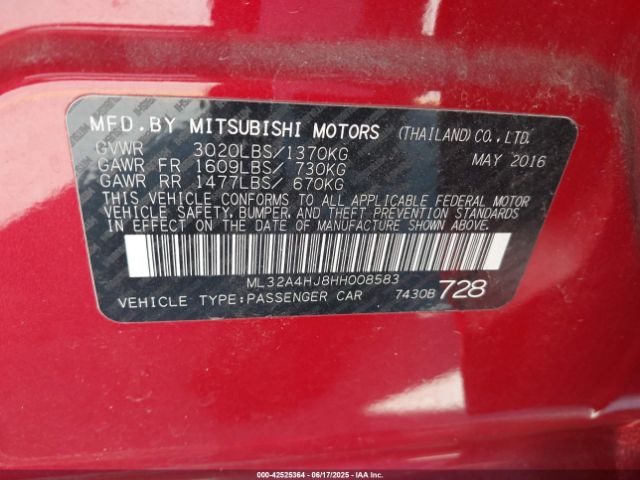 MFD.BY MITSUBISHI MOTORS (THAILAND) CO., LTD.
GVWR 3020LBS/1370KG MAY 2016
GAWR FR 1609LBS/ 730KG
GAWR RR 1477LBS/ 670KG
THIS VEHICLE CONFORMS TO ALL APPLICABLE FEDERAL MOTOR
VEHICLE SAFETY, BUMPER, AND THEFT PREVENTION STANDARDS
IN EFFECT ON THE DATE OF MANUFACTURE SHOWN ABOVE.
ML32A4HJ8HH008583
VEHICLE TYPE:PASSENGER CAR 7430B 728
000-42525364 - 06/17/2025 - IAAI.COM